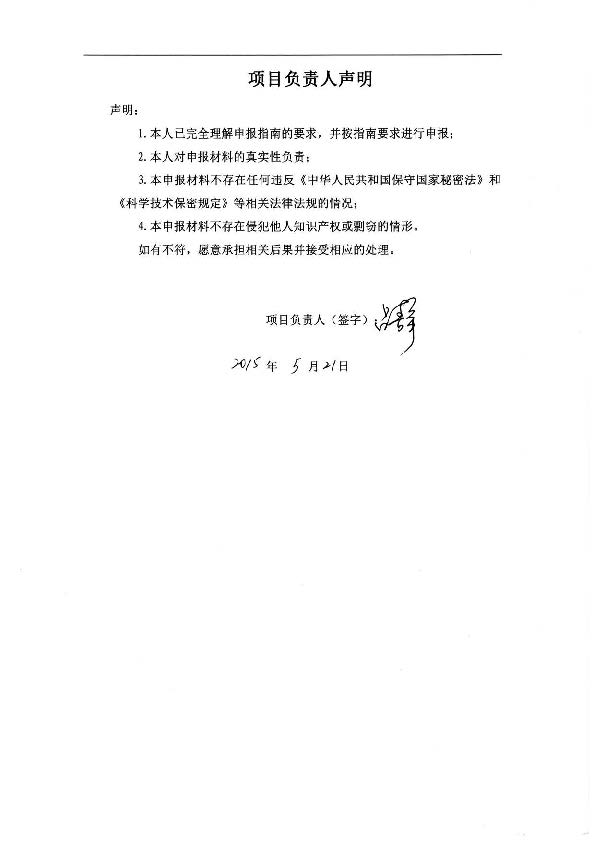 项目负责人声明
声明：
1.本人已完全理解申报指南的要求，并按指南要求进行申报；
2.本人对申报材料的真实性负责；
3.本申报材料不存在任何违反《中华人民共和国保守国家秘密法》和
《科学技术保密规定》等相关法律法规的情况；
4.本申报材料不存在侵犯他人知识产权或剽窃的情形。
如有不符，愿意承担相关后果并接受相应的处理。
项目负责人（签字）：
2015 年 5 月 21 日